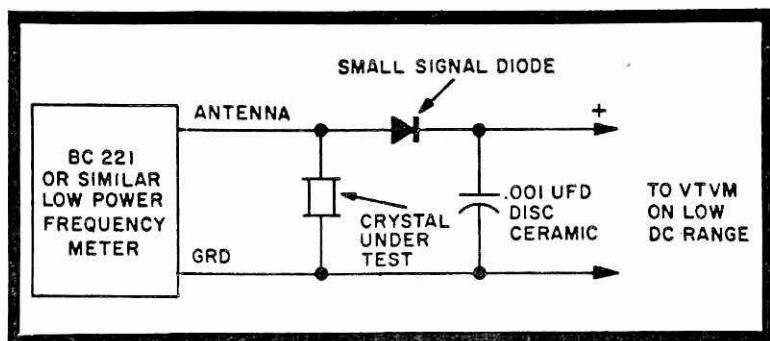 SMALL SIGNAL DIODE
ANTENNA
+
BC 221
OR SIMILAR
LOW POWER
FREQUENCY
METER
CRYSTAL
UNDER
TEST
.001 UFD
DISC
CERAMIC
TO VTVM
ON LOW
DC RANGE
GRD